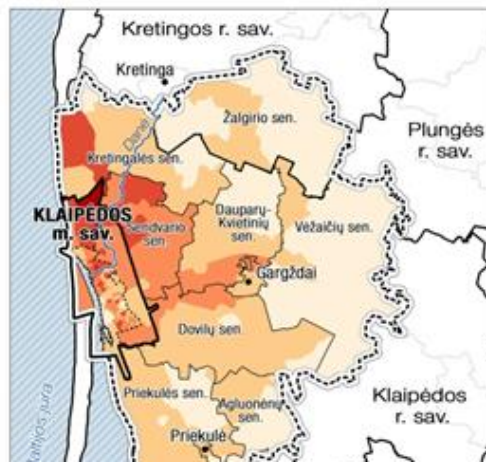 Kretingos r. sav.
Kretinga
Danė
Žalgirio sen.
Plungės
r. sav.
Kretingalės sen.
KLAIPĖDOS
m. sav.
Sendvario
sen.
Dauparų-
Kvietinių
sen.
Vėžaičių sen.
Gargždai
Dovilų sen.
Priekulės sen.
Agluonėnų
sen.
Priekulė
Klaipėdos
r. sav.
jūra